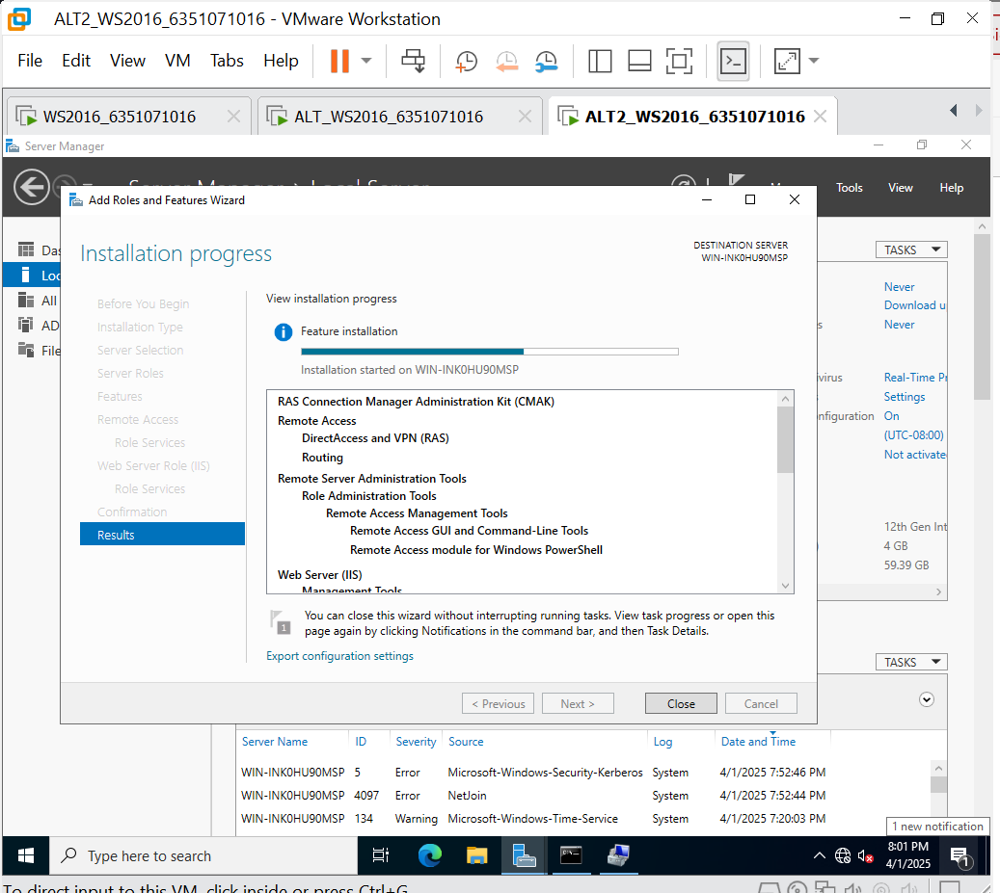 ALT2_WS2016_6351071016 - VMware Workstation
File Edit View VM Tabs Help
WS2016_6351071016
ALT_WS2016_6351071016
ALT2_WS2016_6351071016
Server Manager
Server Manager Local Server
Tools View Help
Add Roles and Features Wizard
Installation progress
DESTINATION SERVER
WIN-INK0HU90MSP
Before You Begin
Installation Type
Server Selection
Server Roles
Features
Remote Access
Role Services
Web Server Role (IIS)
Role Services
Confirmation
Results
View installation progress
Feature installation
Installation started on WIN-INK0HU90MSP
RAS Connection Manager Administration Kit (CMAK)
Remote Access
DirectAccess and VPN (RAS)
Routing
Remote Server Administration Tools
Role Administration Tools
Remote Access Management Tools
Remote Access GUI and Command-Line Tools
Remote Access module for Windows PowerShell
Web Server (IIS)
Management Tools
1
You can close this wizard without interrupting running tasks. View task progress or open this
page again by clicking Notifications in the command bar, and then Task Details.
Export configuration settings
< Previous
Next >
Close
Cancel
Das
Loc
All
AD
File
TASKS
Never
Download u
s Never
ivirus Real-Time Pr
Settings
nfiguration On
(UTC-08:00)
Not activate
12th Gen Int
) 4 GB
59.39 GB
TASKS
Server Name ID Severity Source Log Date and Time
WIN-INK0HU90MSP 5 Error Microsoft-Windows-Security-Kerberos System 4/1/2025 7:52:46 PM
WIN-INK0HU90MSP 4097 Error NetJoin System 4/1/2025 7:52:44 PM
WIN-INK0HU90MSP 134 Warning Microsoft-Windows-Time-Service System 4/1/2025 7:20:03 PM
1 new notification
Type here to search
8:01 PM
4/1/2025
1
To direct input to this VM, click inside or press Ctrl+G.